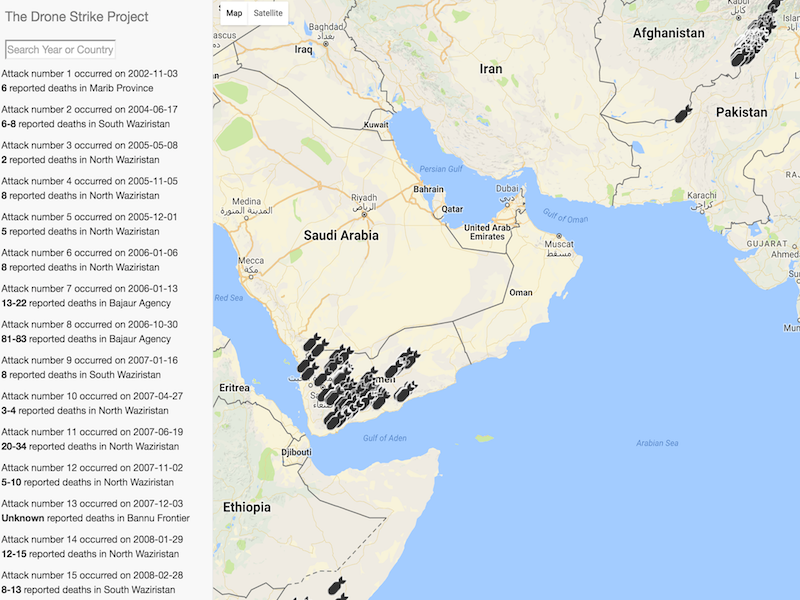 The Drone Strike Project
Search Year or Country
Attack number 1 occurred on 2002-11-03
6 reported deaths in Marib Province
Attack number 2 occurred on 2004-06-17
6-8 reported deaths in South Waziristan
Attack number 3 occurred on 2005-05-08
2 reported deaths in North Waziristan
Attack number 4 occurred on 2005-11-05
8 reported deaths in North Waziristan
Attack number 5 occurred on 2005-12-01
5 reported deaths in North Waziristan
Attack number 6 occurred on 2006-01-06
8 reported deaths in North Waziristan
Attack number 7 occurred on 2006-01-13
13-22 reported deaths in Bajaur Agency
Attack number 8 occurred on 2006-10-30
81-83 reported deaths in Bajaur Agency
Attack number 9 occurred on 2007-01-16
8 reported deaths in South Waziristan
Attack number 10 occurred on 2007-04-27
3-4 reported deaths in North Waziristan
Attack number 11 occurred on 2007-06-19
20-34 reported deaths in North Waziristan
Attack number 12 occurred on 2007-11-02
5-10 reported deaths in North Waziristan
Attack number 13 occurred on 2007-12-03
Unknown reported deaths in Bannu Frontier
Attack number 14 occurred on 2008-01-29
12-15 reported deaths in North Waziristan
Attack number 15 occurred on 2008-02-28
8-13 reported deaths in South Waziristan
Map Satellite
Baghdad
بغداد
Iraq
Iran
Afghanistan
كابل
Pakistan
Kuwait
Persian Gulf
Bahrain
Qatar
Dubai
دبي
Medina
المدينة المنورة
Riyadh
الرياض
Saudi Arabia
United Arab
Emirates
Gulf of Oman
Muscat
مسقط
Karachi
کراچی
GUJARAT
Mecca
مكة
Oman
Red Sea
Eritrea
صنعاء
Gulf of Aden
Arabian Sea
Djibouti
Ethiopia